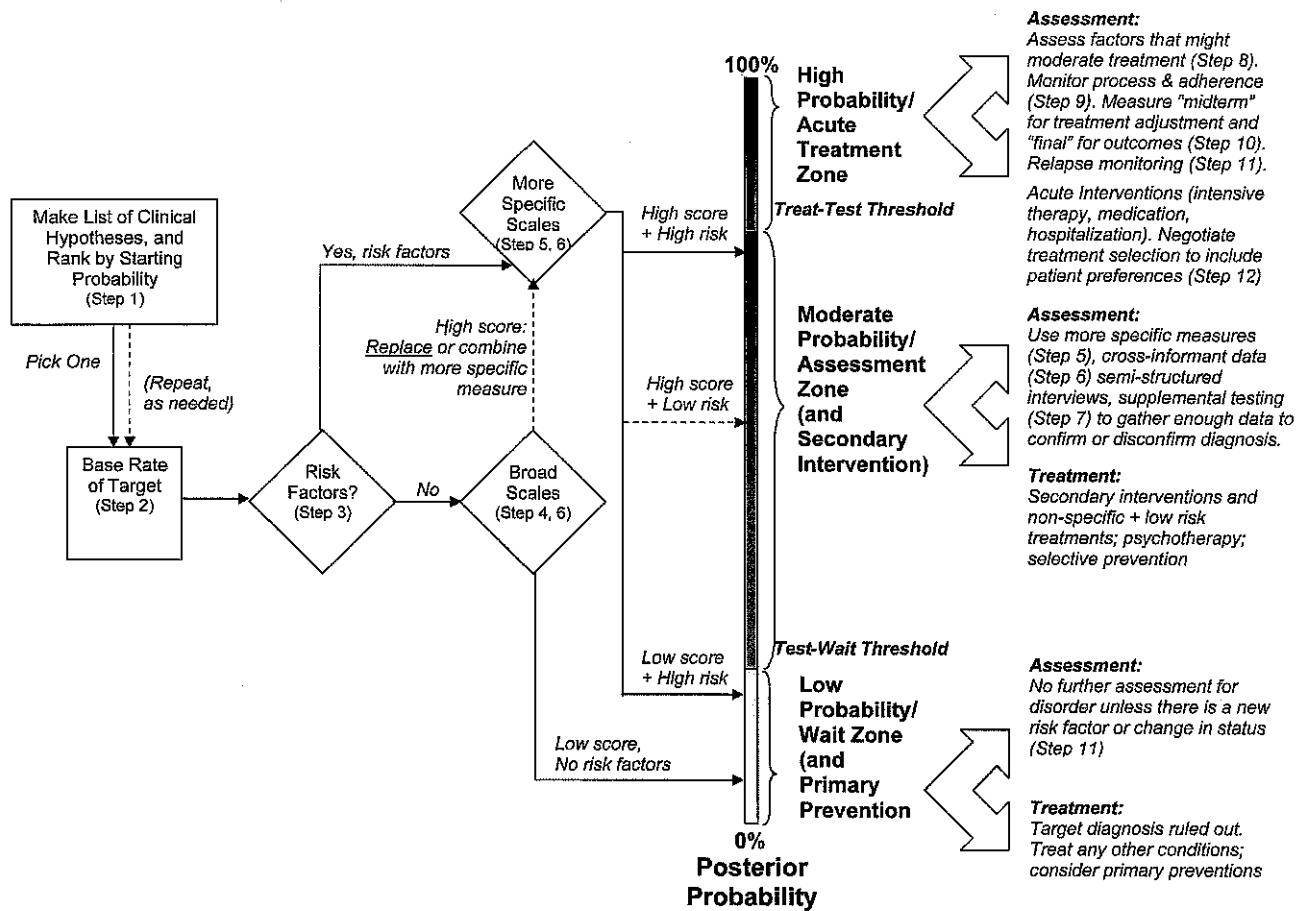 Make List of Clinical
Hypotheses, and
Rank by Starting
Probability
(Step 1)
Pick One
(Repeat,
as needed)
Base Rate
of Target
(Step 2)
Yes, risk factors
Risk
Factors?
(Step 3)
No
More
Specific
Scales
(Step 5, 6)
High score:
Replace or combine
with more specific
measure
Broad
Scales
(Step 4, 6)
High score
+ High risk
High score
+ Low risk
Low score
+ High risk
Low score,
No risk factors
100%
0%
Posterior
Probability
High
Probability/
Acute
Treatment
Zone
Treat-Test Threshold
Moderate
Probability/
Assessment
Zone
(and
Secondary
Intervention)
Test-Wait Threshold
Low
Probability/
Wait Zone
(and
Primary
Prevention
Assessment:
Assess factors that might
moderate treatment (Step 8).
Monitor process & adherence
(Step 9). Measure "midterm"
for treatment adjustment and
"final" for outcomes (Step 10).
Relapse monitoring (Step 11).
Acute Interventions (intensive
therapy, medication,
hospitalization). Negotiate
treatment selection to include
patient preferences (Step 12)
Assessment:
Use more specific measures
(Step 5), cross-informant data
(Step 6) semi-structured
interviews, supplemental testing
(Step 7) to gather enough data to
confirm or disconfirm diagnosis.
Treatment:
Secondary interventions and
non-specific + low risk
treatments; psychotherapy;
selective prevention
Assessment:
No further assessment for
disorder unless there is a new
risk factor or change in status
(Step 11)
Treatment:
Target diagnosis ruled out.
Treat any other conditions;
consider primary preventions